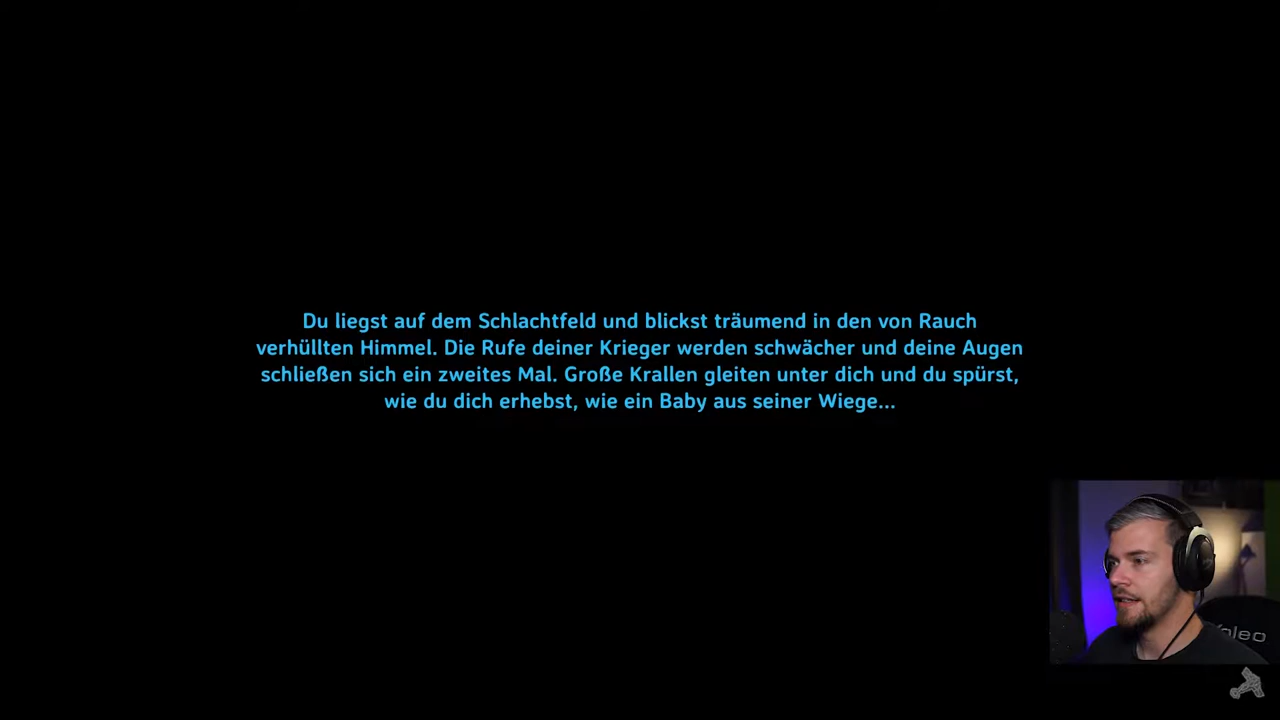 Du liegst auf dem Schlachtfeld und blickst träumend in den von Rauch
verhüllten Himmel. Die Rufe deiner Krieger werden schwächer und deine Augen
schließen sich ein zweites Mal. Große Krallen gleiten unter dich und du spürst,
wie du dich erhebst, wie ein Baby aus seiner Wiege...